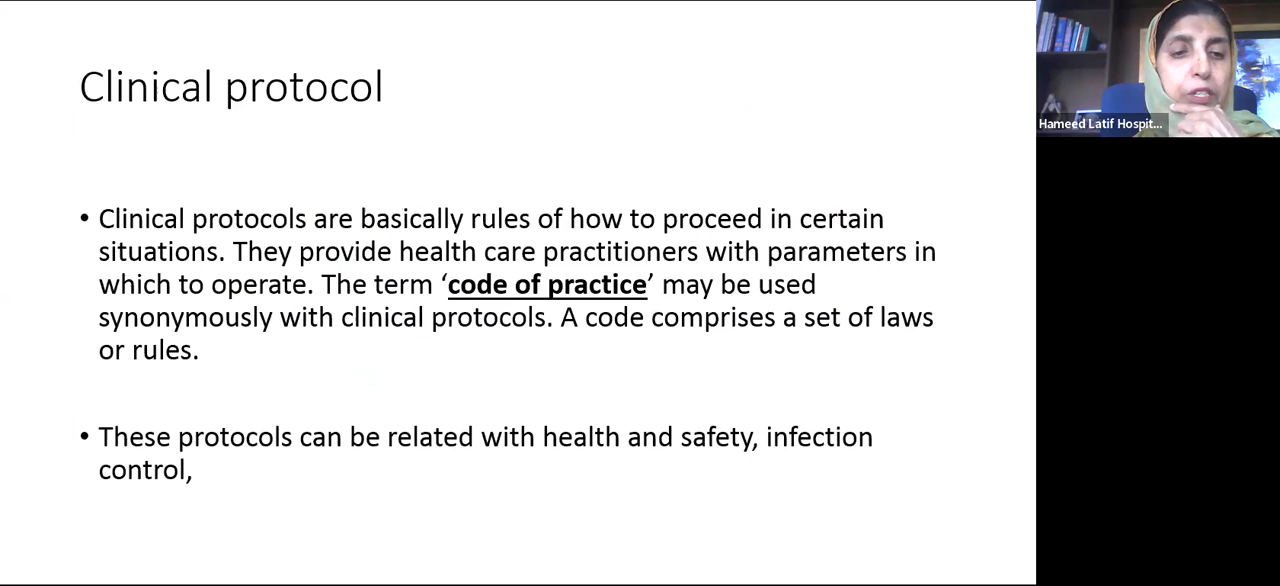 Clinical protocol
• Clinical protocols are basically rules of how to proceed in certain
situations. They provide health care practitioners with parameters in
which to operate. The term ‘code of practice’ may be used
synonymously with clinical protocols. A code comprises a set of laws
or rules.
• These protocols can be related with health and safety, infection
control,
Hameed Latif Hospit...